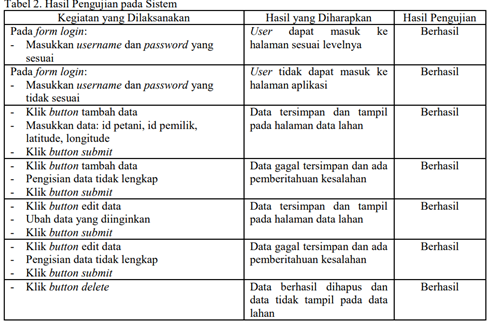 Tabel 2. Hasil Pengujian pada Sistem
Kegiatan yang Dilaksanakan
Hasil yang Diharapkan
Hasil Pengujian
Pada form login:
- Masukkan username dan password yang
sesuai
User dapat masuk ke
halaman sesuai levelnya
Berhasil
Pada form login:
- Masukkan username dan password yang
tidak sesuai
User tidak dapat masuk ke
halaman aplikasi
Berhasil
- Klik button tambah data
- Masukkan data: id petani, id pemilik,
latitude, longitude
- Klik button submit
Data tersimpan dan tampil
pada halaman data lahan
Berhasil
- Klik button tambah data
- Pengisian data tidak lengkap
- Klik button submit
Data gagal tersimpan dan ada
pemberitahuan kesalahan
Berhasil
- Klik button edit data
- Ubah data yang diinginkan
- Klik button submit
Data tersimpan dan tampil
pada halaman data lahan
Berhasil
- Klik button edit data
- Pengisian data tidak lengkap
- Klik button submit
Data gagal tersimpan dan ada
pemberitahuan kesalahan
Berhasil
- Klik button delete
Data berhasil dihapus dan
data tidak tampil pada data
lahan
Berhasil